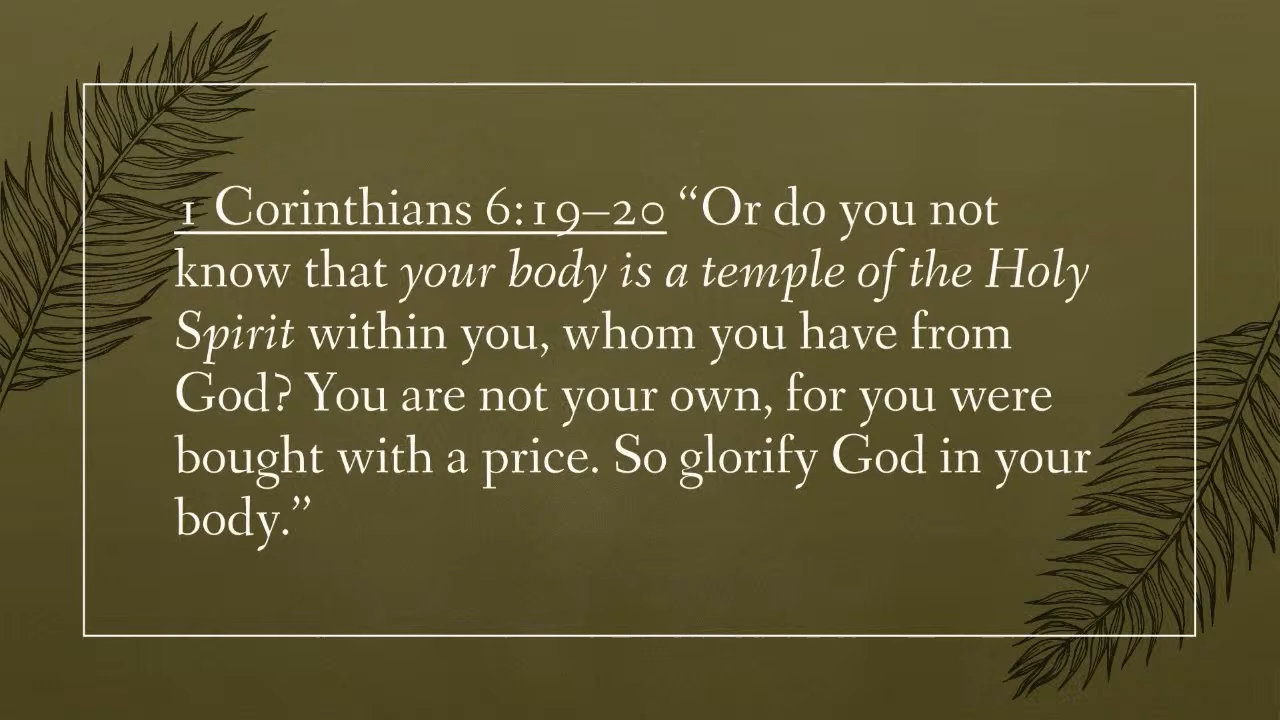 1 Corinthians 6:19–20 “Or do you not
know that your body is a temple of the Holy
Spirit within you, whom you have from
God? You are not your own, for you were
bought with a price. So glorify God in your
body.”